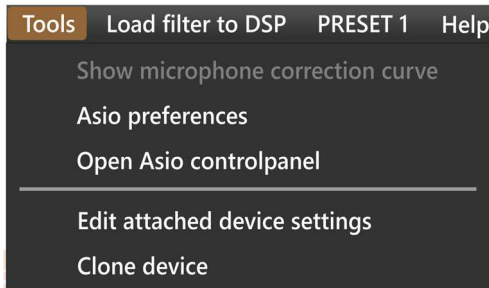 Tools Load filter to DSP PRESET 1 Help
Show microphone correction curve
Asio preferences
Open Asio controlpanel
Edit attached device settings
Clone device